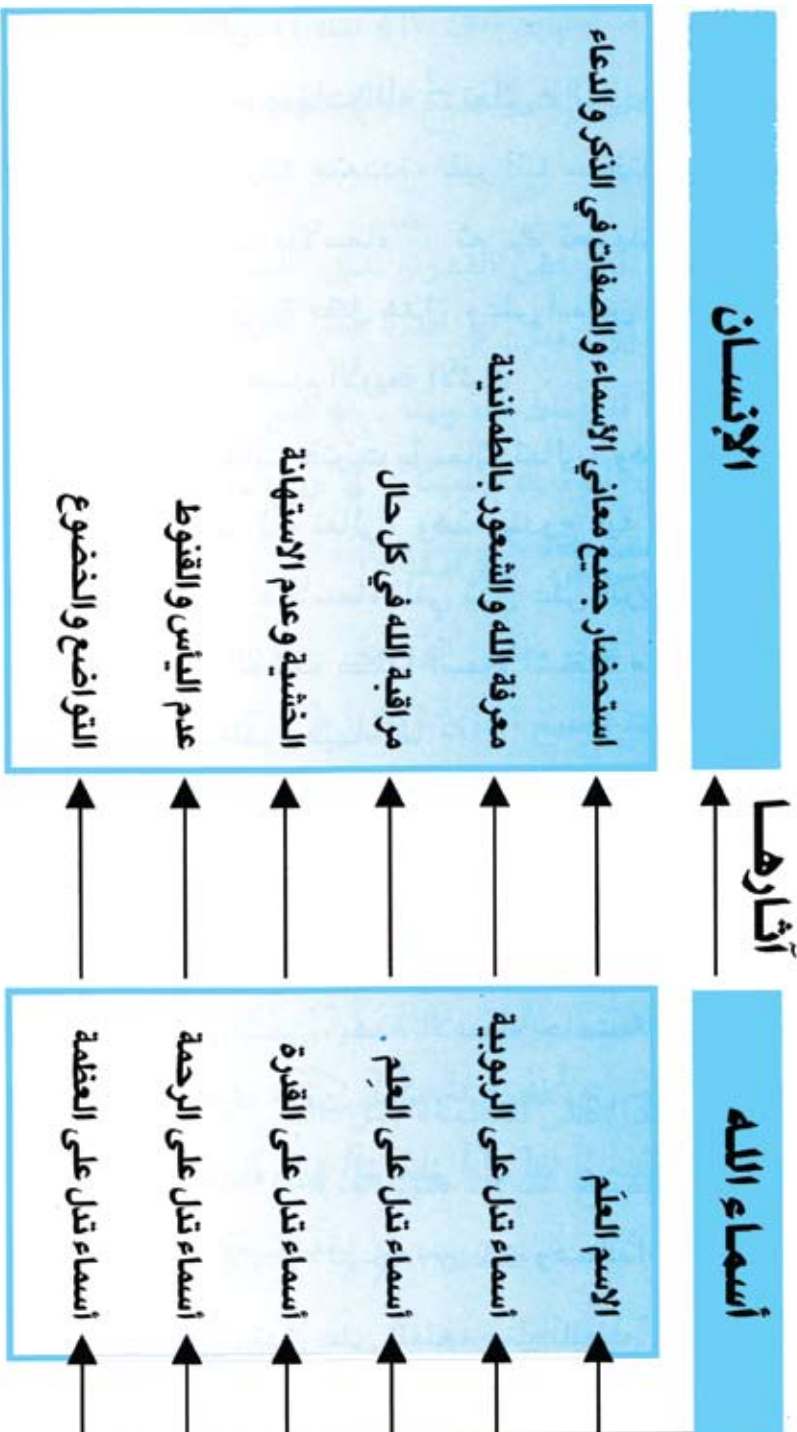 أسماء الله
آثارها
الإنسان
الاسم العلَم
استحضار جميع معاني الأسماء والصفات في الذكر والدعاء
أسماء تدل على الربوبية
معرفة الله والشعور بالطمأنينة
أسماء تدل على العلِم
مراقبة الله في كل حال
أسماء تدل على القدرة
الخشية وعدم الاستهانة
أسماء تدل على الرحمة
عدم اليأس والقنوط
أسماء تدل على العظمة
التواضع والخضوع